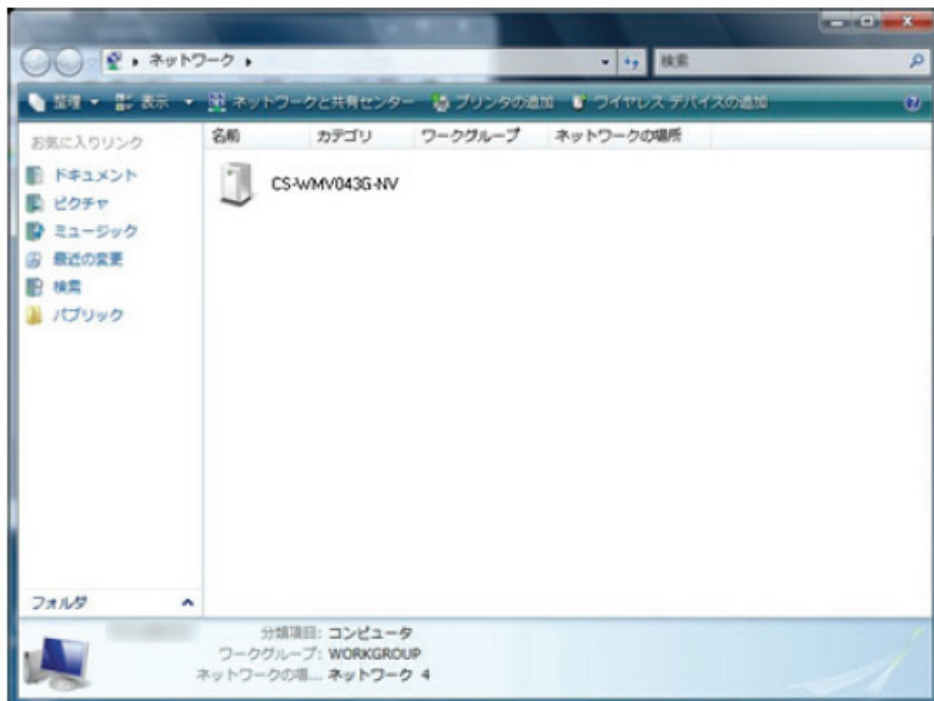 ネットワーク
検索
整理 表示 ネットワークと共有センター プリンタの追加 ワイヤレス デバイスの追加
お気に入りリンク
ドキュメント
ピクチャ
ミュージック
最近の変更
検索
パブリック
フォルダ
名前 カテゴリ ワークグループ ネットワークの場所
CS-WMV043G-NV
分類項目: コンピュータ
ワークグループ: WORKGROUP
ネットワークの場... ネットワーク 4